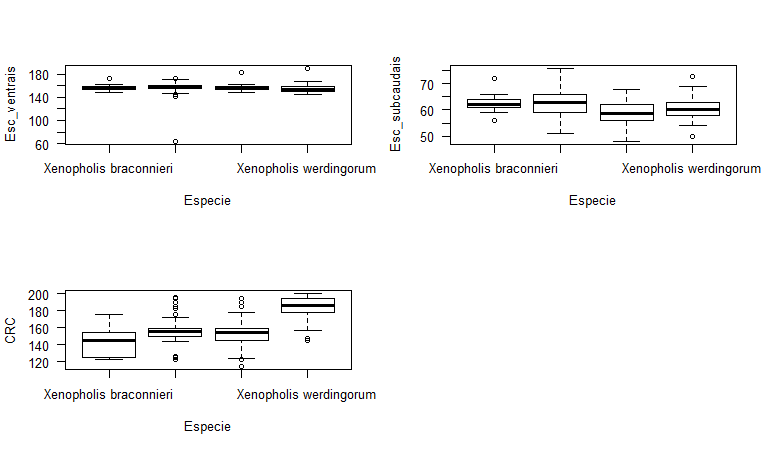 Esc_ventrais
180
140
100
60
Xenopholis braconnieri
Xenopholis werdingorum
Especie
Esc_subcaudais
70
60
50
Xenopholis braconnieri
Xenopholis werdingorum
Especie
CRC
200
180
160
140
120
Xenopholis braconnieri
Xenopholis werdingorum
Especie